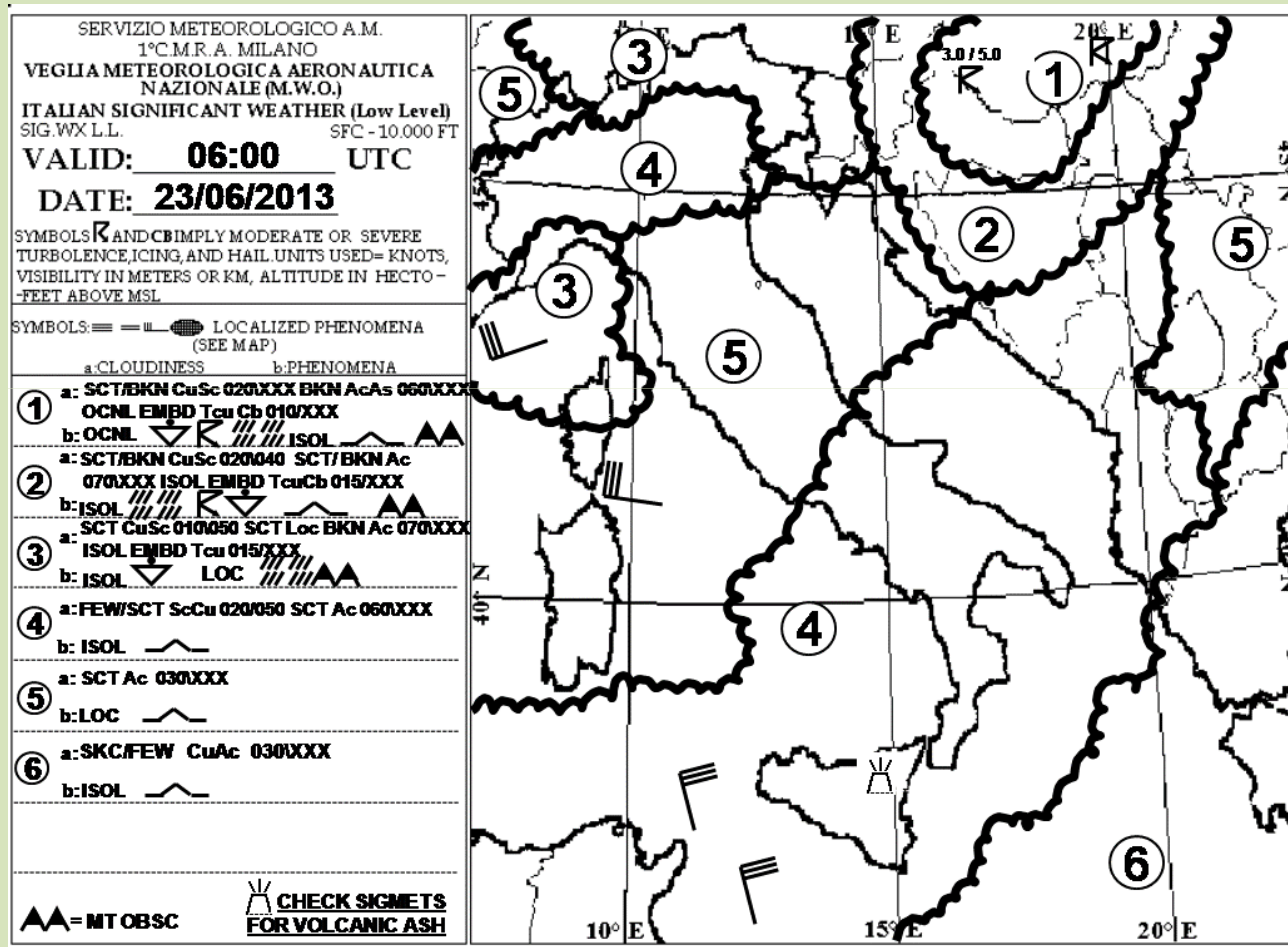 SERVIZIO METEOROLOGICO A.M.
1°C.M.R.A. MILANO
VEGLIA METEOROLOGICA AERONAUTICA
NAZIONALE (M.W.O.)
ITALIAN SIGNIFICANT WEATHER (Low Level)
SIG.WX L.L. SFC - 10.000 FT
VALID: 06:00 UTC
DATE: 23/06/2013
SYMBOLS AND CB IMPLY MODERATE OR SEVERE
TURBOLENCE,ICING, AND HAIL.UNITS USED= KNOTS,
VISIBILITY IN METERS OR KM, ALTITUDE IN HECTO-
-FEET ABOVE MSL
SYMBOLS: LOCALIZED PHENOMENA
(SEE MAP)
a:CLOUDINESS b:PHENOMENA
1
a: SCT/BKN CuSc 020\XXX BKN AcAs 060\XXX
OCNL EMBD Tcu Cb 010/XXX
b: OCNL ISOL
2
a: SCT/BKN CuSc 020\040 SCT/ BKN Ac
070\XXX ISOL EMBD TcuCb 015/XXX
b: ISOL
3
a: SCT CuSc 010\050 SCT Loc BKN Ac 070\XXX
ISOL EMBD Tcu 015/XXX
b: ISOL LOC
4
a:FEW/SCT ScCu 020/050 SCT Ac 060\XXX
b: ISOL
5
a: SCT Ac 030\XXX
b:LOC
6
a:SKC/FEW CuAc 030\XXX
b:ISOL
= MT OBSC
CHECK SIGMETS
FOR VOLCANIC ASH
3
E
E
20° E
3.0 / 5.0
1
5
4
2
5
3
5
40° N
4
6
10° E
15° E
20° E